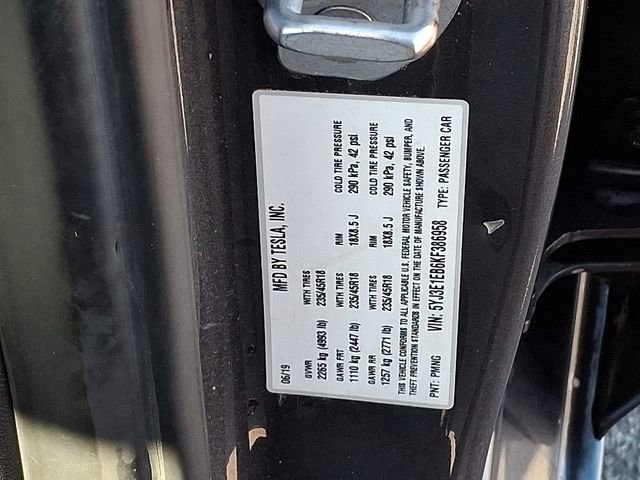 MFD BY TESLA, INC.
06/19
GVWR WITH TIRES RIM COLD TIRE PRESSURE
2265 kg (4993 lb) 235/45R18 18X8.5 J 290 kPa, 42 psi
GAWR FRT WITH TIRES RIM COLD TIRE PRESSURE
1110 kg (2447 lb) 235/45R18 18X8.5 J 290 kPa, 42 psi
GAWR RR WITH TIRES
1257 kg (2771 lb) 235/45R18
THIS VEHICLE CONFORMS TO ALL APPLICABLE U.S. FEDERAL MOTOR VEHICLE SAFETY, BUMPER, AND
THEFT PREVENTION STANDARDS IN EFFECT ON THE DATE OF MANUFACTURE SHOWN ABOVE.
PNT: PMNG VIN: 5YJ3E1EB6KF386958 TYPE: PASSENGER CAR